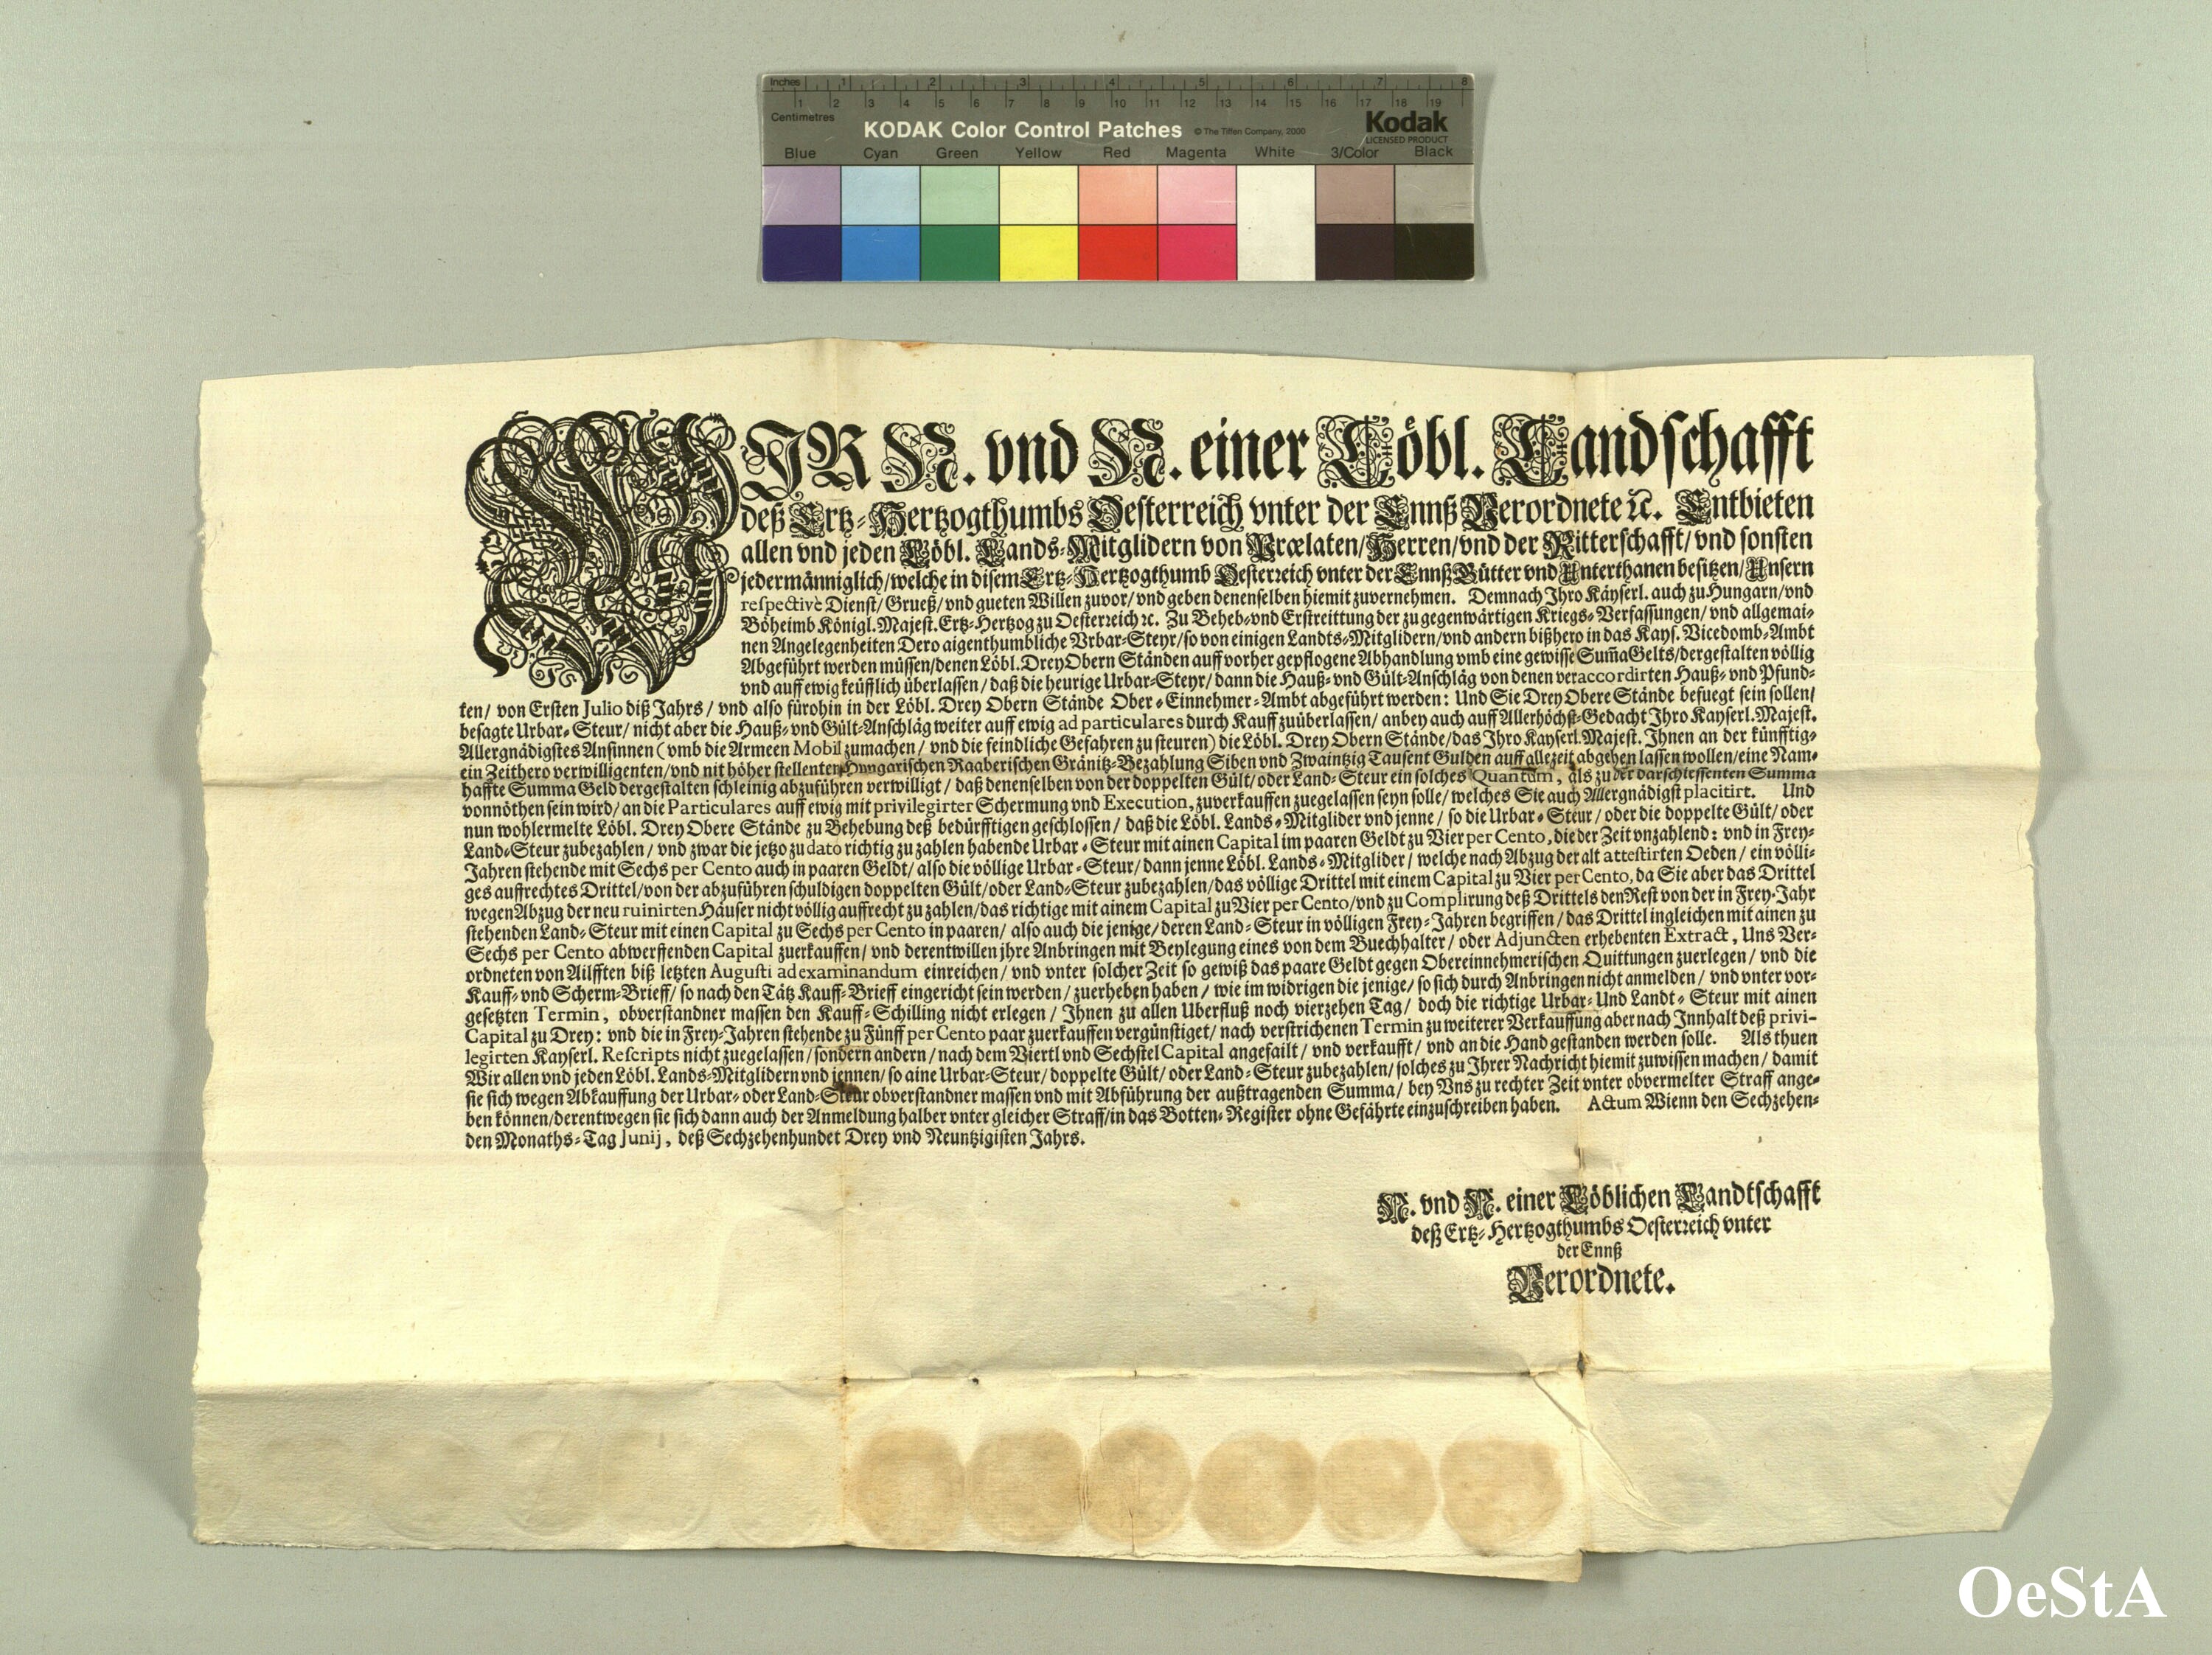 Inches 1 2 3 4 5 6 7 8
1 2 3 4 5 6 7 8 9 10 11 12 13 14 15 16 17 18 19
Centimetres
KODAK Color Control Patches © The Tiffen Company, 2000 Kodak
LICENSED PRODUCT
Blue Cyan Green Yellow Red Magenta White 3/Color Black
WJR N. vnd N. einer Löbl. Landschafft
deß Ertz-Hertzogthumbs Oesterreich vnter der Ennß Verordnete ꝛc. Entbieten
allen vnd jeden Löbl. Lands-Mitglidern von Prælaten/Herren/vnd der Ritterschafft/vnd sonsten
jedermänniglich/welche in disem Ertz-Hertzogthumb Oesterreich vnter der Ennß Gütter vnd Unterthanen besitzen/Unsern
respectivè Dienst/Grueß/vnd gueten Willen zuvor/vnd geben denenselben hiemit zuvernehmen. Demnach Jhro Käyserl. auch zu Hungarn/vnd
Böheimb Königl. Majest. Ertz-Hertzog zu Oesterreich ꝛc. Zu Beheb-vnd Erstreittung der zu gegenwärtigen Kriegs-Verfassungen/vnd allgemai-
nen Angelegenheiten Dero aigenthumbliche Vrbar-Steyr/so von einigen Landts-Mitglidern/vnd andern bißhero in das Kays. Vicedomb-Ambt
Abgeführt werden müssen/denen Löbl. Drey Obern Ständen auff vorher gepflogene Abhandlung vmb eine gewisse Sum̃a Gelts/dergestalten völlig
vnd auff ewig keüfflich überlassen/daß die heurige Urbar-Steyr/dann die Hauß-vnd Gült-Anschläg von denen veraccordirten Hauß-vnd Pfund-
ten/von Ersten Julio diß Jahrs/vnd also fürohin in der Löbl. Drey Obern Stände Ober-Einnehmer-Ambt abgeführt werden: Und Sie Drey Obere Stände befuegt sein sollen/
besagte Urbar-Steur/nicht aber die Hauß-vnd Gült-Anschläg weiter auff ewig ad particulares durch Kauff zuüberlassen/anbey auch auff Allerhöchst-Gedacht Jhro Kayserl. Majest.
Allergnädigstes Ansinnen (vmb die Armeen Mobil zumachen/vnd die feindliche Gefahren zu steuren) die Löbl. Drey Obern Stände/das Jhro Kayserl. Majest. Jhnen an der künfftig-
ein Zeithero verwilligenten/vnd nit höher stellenten Hungarischen Raaberischen Gränitz-Bezahlung Siben vnd Zwaintzig Tausent Gulden auff allezeit abgehen lassen wollen/eine Nam-
haffte Summa Geld dergestalten schleinig abzuführen verwilligt/daß denenselben von der doppelten Gült/oder Land-Steur ein solches Quantum, als zu der darschiessenten Summa
vonnöthen sein wird/an die Particulares auff ewig mit privilegirter Schermung vnd Execution, zuverkauffen zuegelassen seyn solle/welches Sie auch Allergnädigst placitirt. Und
nun wohlermelte Löbl. Drey Obere Stände zu Behebung deß bedürfftigen geschlossen/daß die Löbl. Lands-Mitglider vnd jenne/so die Urbar-Steur/oder die doppelte Gült/oder
Land-Steur zubezahlen/vnd zwar die jetzo zu dato richtig zu zahlen habende Urbar-Steur mit ainen Capital im paaren Geldt zu Vier per Cento, die der Zeit vnzahlend: vnd in Frey-
Jahren stehende mit Sechs per Cento auch in paaren Geldt/also die völlige Urbar-Steur/dann jenne Löbl. Lands-Mitglider/welche nach Abzug der alt attestirten Oeden/ein völli-
ges auffrechtes Drittel/von der abzuführen schuldigen doppelten Gült/oder Land-Steur zubezahlen/das völlige Drittel mit einem Capital zu Vier per Cento, da Sie aber das Drittel
wegen Abzug der neu ruinirten Häuser nicht völlig auffrecht zu zahlen/das richtige mit ainem Capital zu Vier per Cento/vnd zu Complirung deß Drittels den Rest von der in Frey-Jahr
stehenden Land-Steur mit einen Capital zu Sechs per Cento in paaren/also auch die jenige/deren Land-Steur in völligen Frey-Jahren begriffen/das Drittel ingleichen mit ainen zu
Sechs per Cento abwerffenden Capital zuerkauffen/vnd derentwillen jhre Anbringen mit Beylegung eines von dem Buechhalter/oder Adjuncten erhebenten Extract, Uns Ver-
ordneten von Ailfften biß letzten Augusti ad examinandum einreichen/vnd vnter solcher Zeit so gewiß das paare Geldt gegen Obereinnehmerischen Quittungen zuerlegen/vnd die
Kauff-vnd Scherm-Brieff/so nach den Tätz Kauff-Brieff eingericht sein werden/zuerheben haben/wie im widrigen die jenige/so sich durch Anbringen nicht anmelden/vnd vnter vor-
gesetzten Termin, obverstandner massen den Kauff-Schilling nicht erlegen/Jhnen zu allen Uberfluß noch vierzehen Tag/doch die richtige Urbar-Und Landt-Steur mit ainen
Capital zu Drey: vnd die in Frey-Jahren stehende zu Fünff per Cento paar zuerkauffen vergünstiget/nach verstrichenen Termin zu weiterer Verkauffung aber nach Innhalt deß privi-
legirten Kayserl. Rescripts nicht zuegelassen/sondern andern/nach dem Viertl vnd Sechstel Capital angefailt/vnd verkaufft/vnd an die Hand gestanden werden solle. Als thuen
Wir allen vnd jeden Löbl. Lands-Mitglidern vnd jennen/so aine Urbar-Steur/doppelte Gült/oder Land-Steur zubezahlen/solches zu Jhrer Nachricht hiemit zuwissen machen/damit
sie sich wegen Abkauffung der Urbar-oder Land-Steur obverstandner massen vnd mit Abführung der außtragenden Summa/bey Vns zu rechter Zeit vnter obvermelter Straff ange-
ben können/derentwegen sie sich dann auch der Anmeldung halber vnter gleicher Straff/in das Botten-Register ohne Gefährte einzuschreiben haben. Actum Wienn den Sechzehen-
den Monaths-Tag Junij, deß Sechzehenhundet Drey vnd Neuntzigisten Jahrs.
N. vnd N. einer Löblichen Landtschafft
deß Ertz-Hertzogthumbs Oesterreich vnter
der Ennß
Verordnete.
OeStA